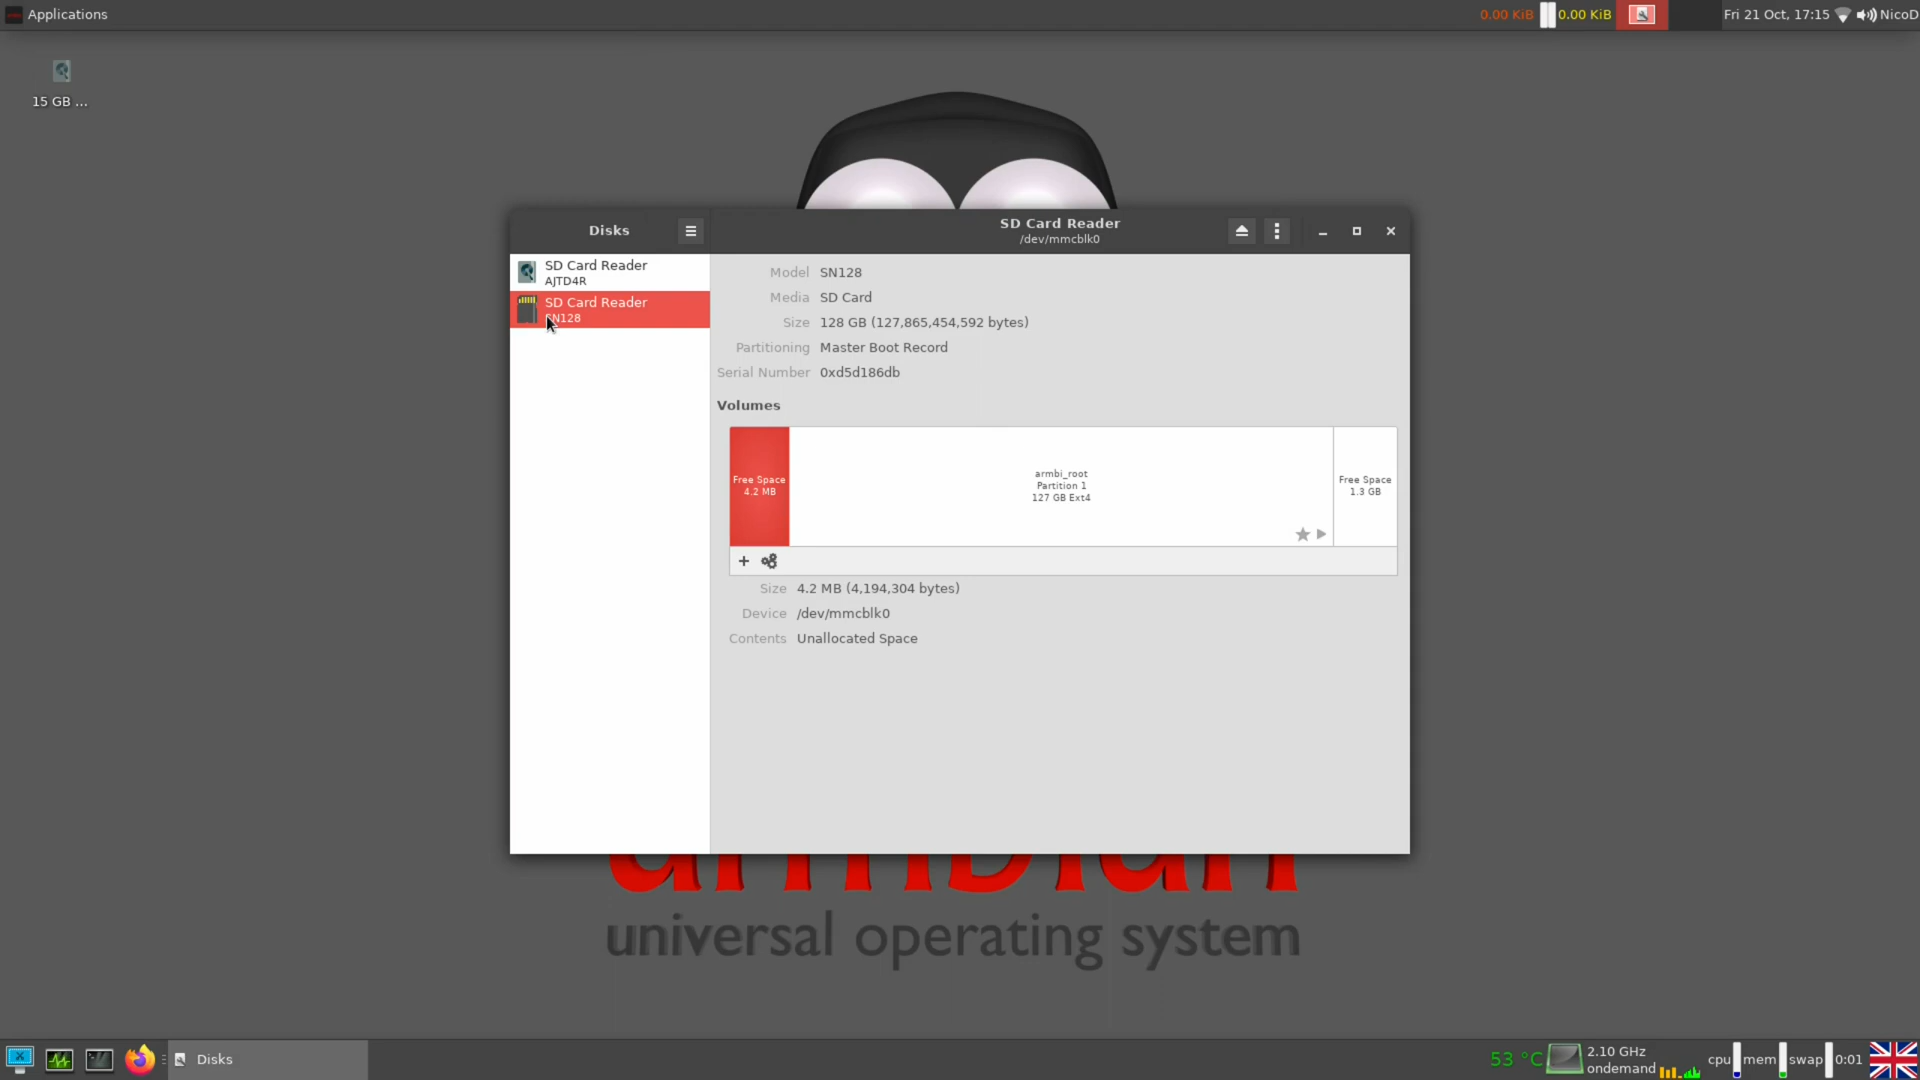 Applications
0.00 KiB
0.00 KiB
Fri 21 Oct, 17:15
NicoD
15 GB ...
Disks
SD Card Reader
/dev/mmcblk0
SD Card Reader
AJTD4R
SD Card Reader
SN128
Model SN128
Media SD Card
Size 128 GB (127,865,454,592 bytes)
Partitioning Master Boot Record
Serial Number 0xd5d186db
Volumes
Free Space
4.2 MB
armbi_root
Partition 1
127 GB Ext4
Free Space
1.3 GB
Size 4.2 MB (4,194,304 bytes)
Device /dev/mmcblk0
Contents Unallocated Space
armbian
universal operating system
Disks
53 °C
2.10 GHz
ondemand
cpu
mem
swap
0:01